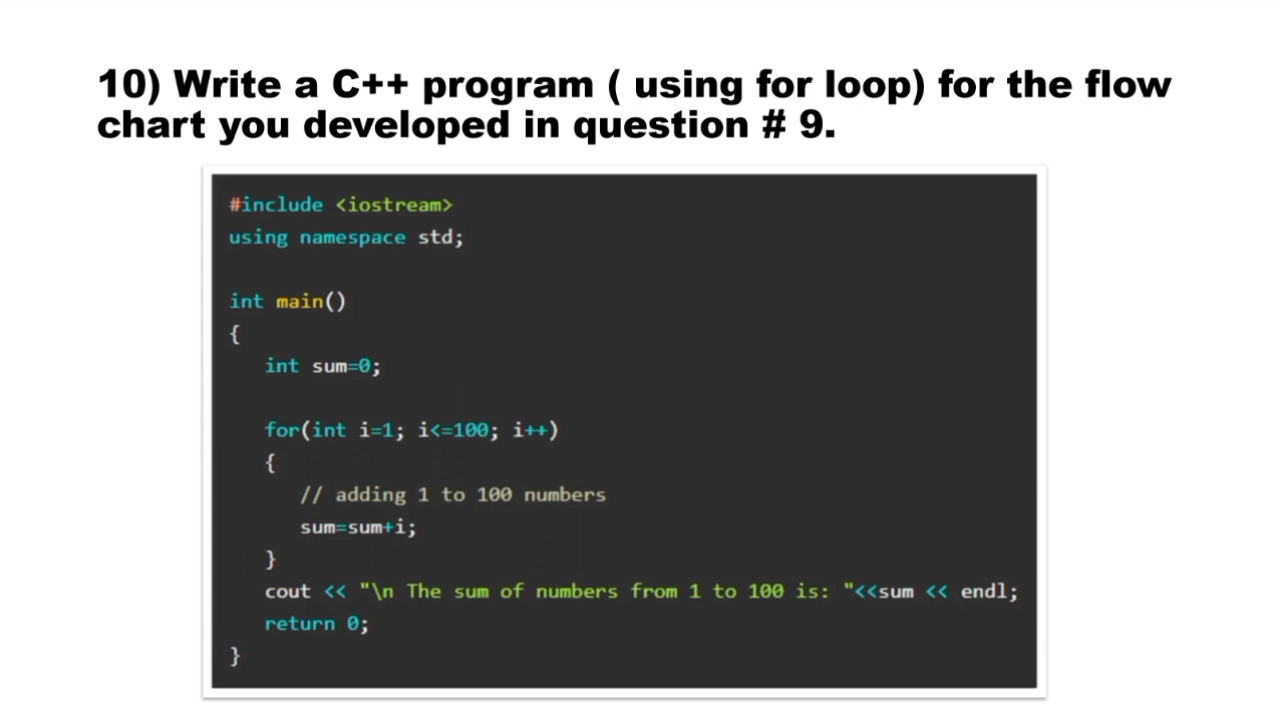 10) Write a C++ program ( using for loop) for the flow
chart you developed in question # 9.
#include <iostream>
using namespace std;
int main()
{
int sum=0;
for(int i=1; i<=100; i++)
{
// adding 1 to 100 numbers
sum=sum+i;
}
cout << "\n The sum of numbers from 1 to 100 is: "<<sum << endl;
return 0;
}